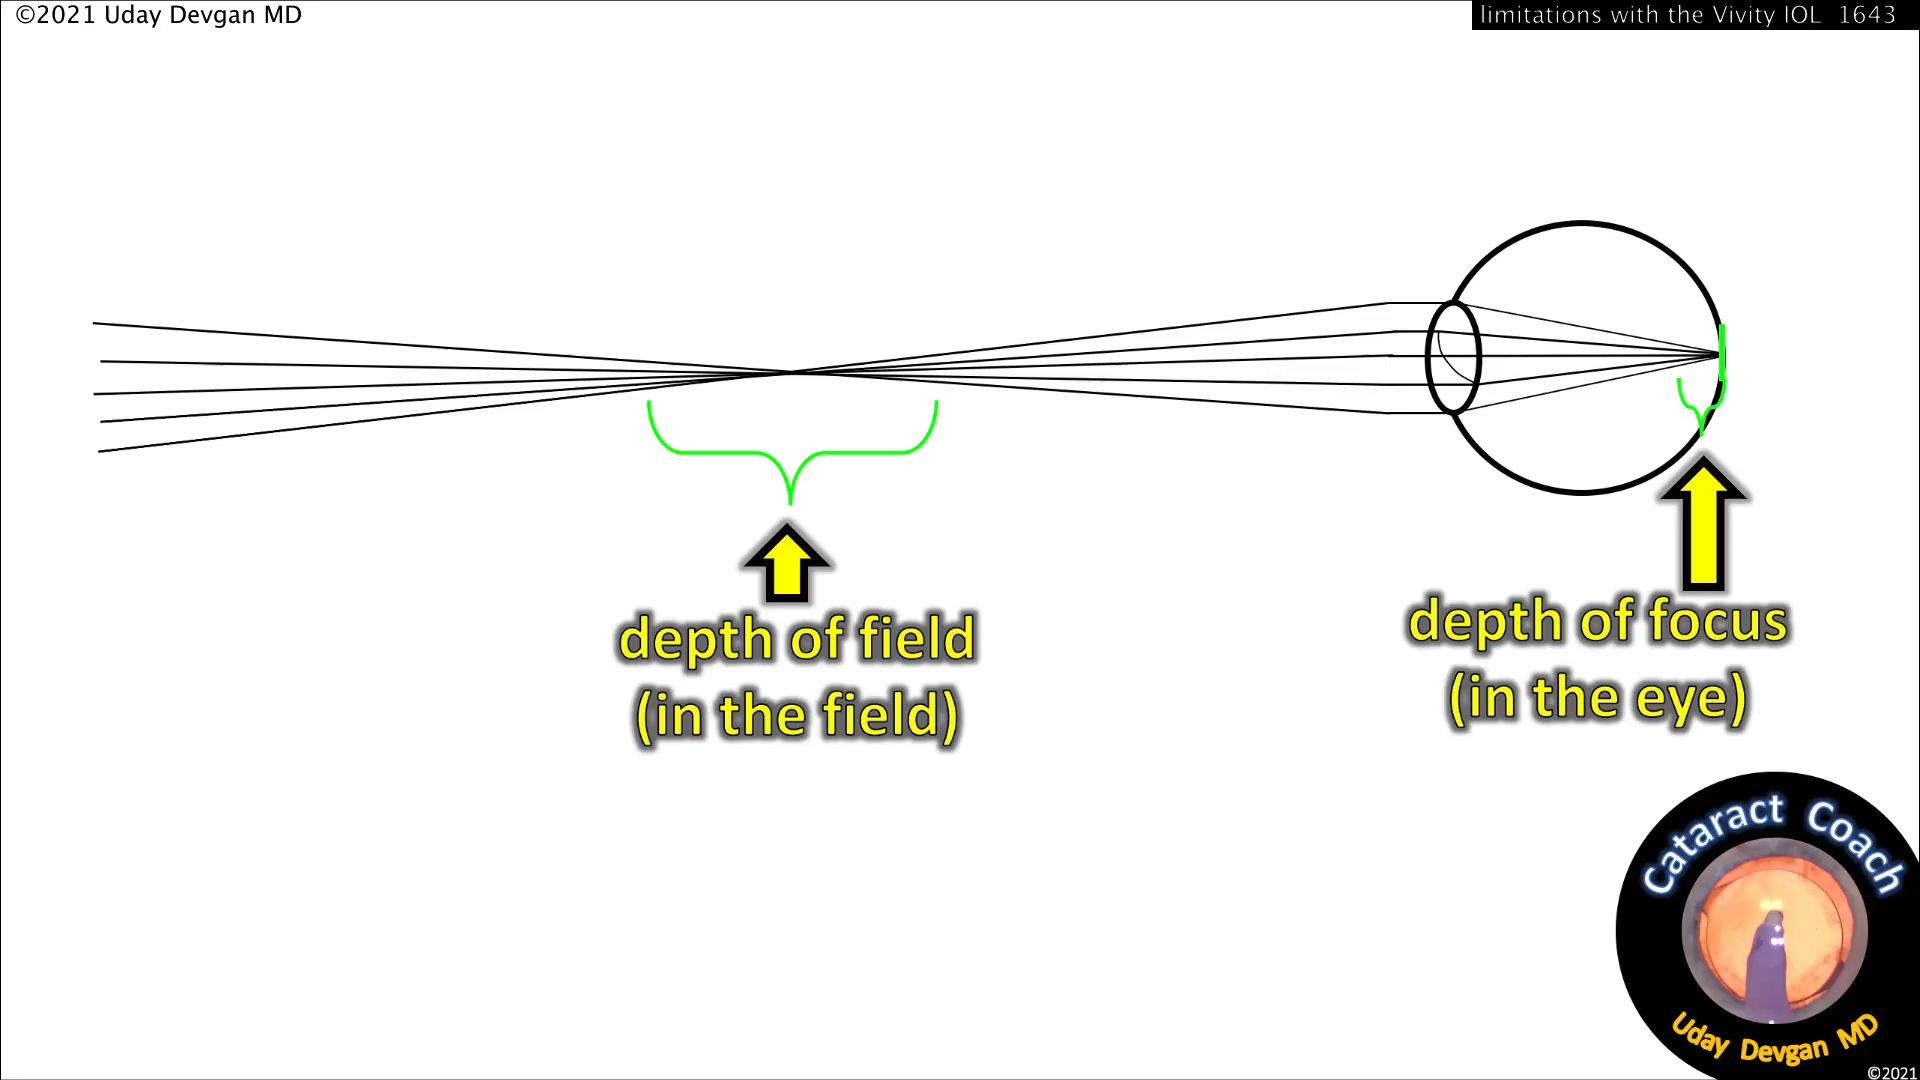 ©2021 Uday Devgan MD
limitations with the Vivity IOL 1643
depth of field
(in the field)
depth of focus
(in the eye)
Cataract Coach
Uday Devgan MD
©2021